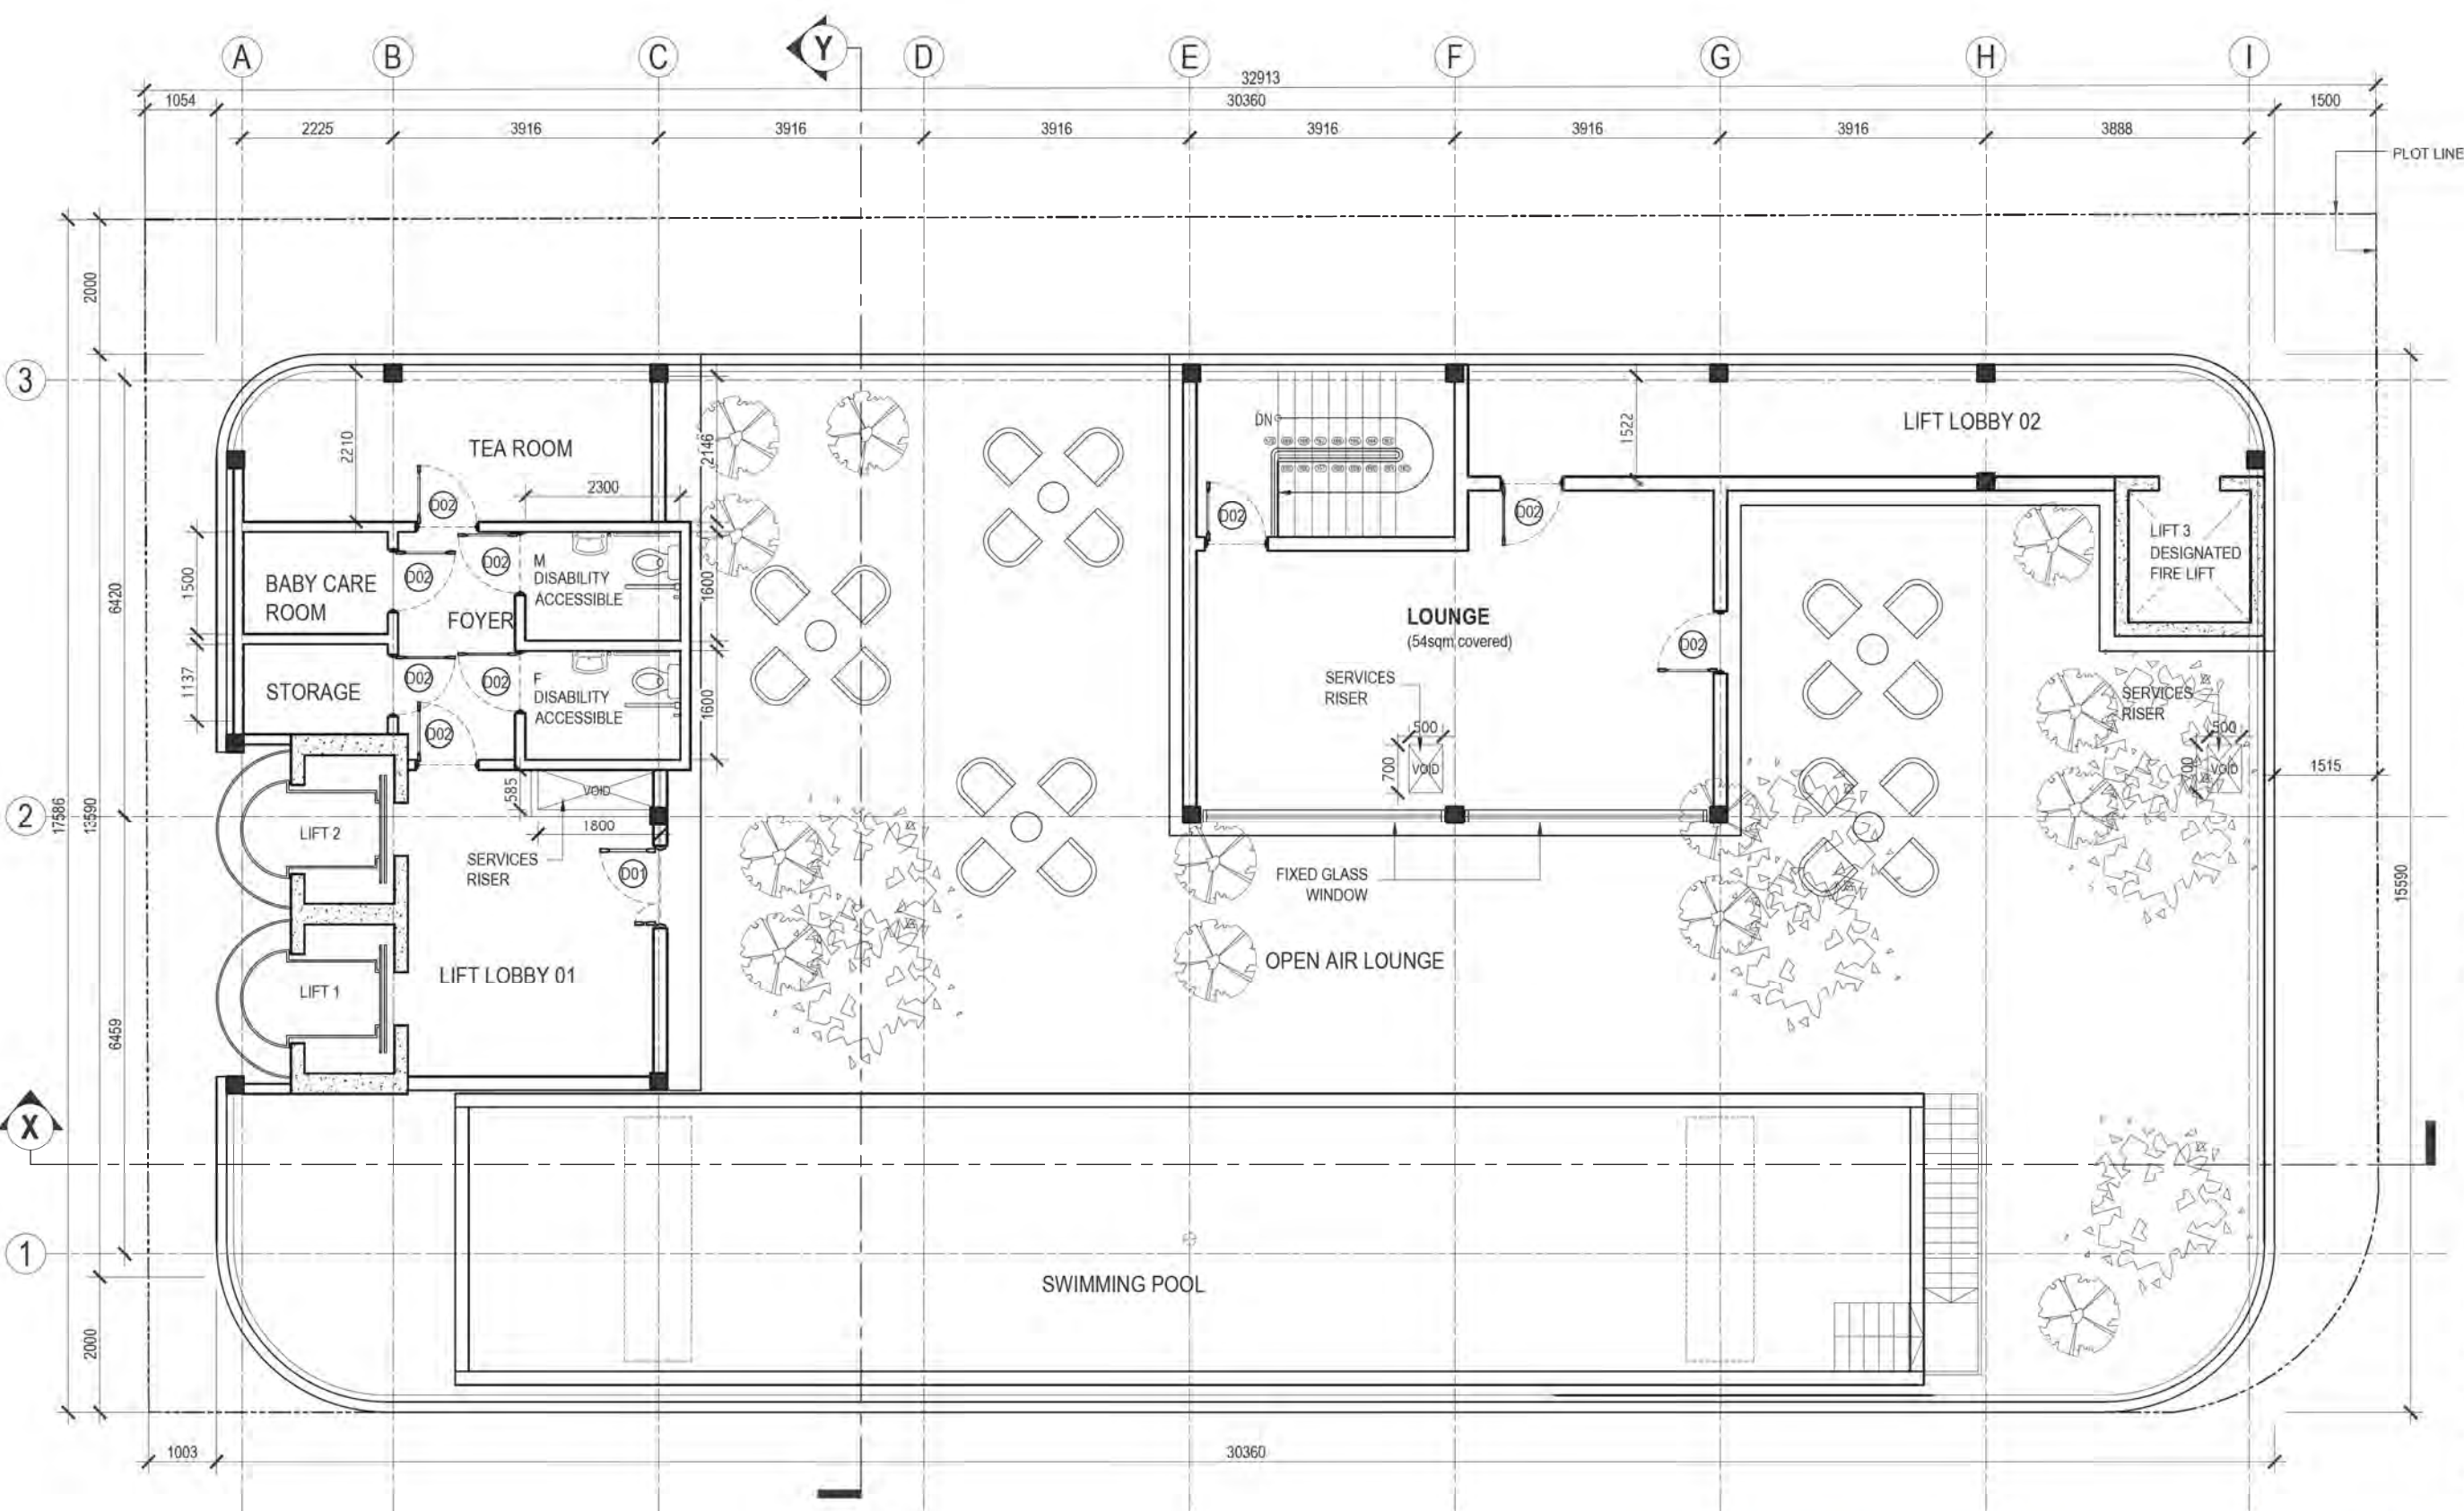 A
B
C
Y
D
E
F
G
H
I
32913
1054
30360
1500
2225
3916
3916
3916
3916
3916
3916
3888
PLOT LINE
2000
3
DN
LIFT LOBBY 02
1522
2210
TEA ROOM
2146
2300
D02
D02
D02
1500
6420
BABY CARE
ROOM
D02
D02
M
DISABILITY
ACCESSIBLE
1600
LIFT 3
DESIGNATED
FIRE LIFT
FOYER
LOUNGE
(54sqm covered)
D02
1137
STORAGE
D02
D02
F
DISABILITY
ACCESSIBLE
1600
SERVICES
RISER
SERVICES
RISER
D02
500
700
VOID
500
700
VOID
1515
585
VOID
1800
2
17586
13590
LIFT 2
SERVICES
RISER
D01
FIXED GLASS
WINDOW
15590
OPEN AIR LOUNGE
LIFT 1
LIFT LOBBY 01
6459
X
1
SWIMMING POOL
2000
1003
30360